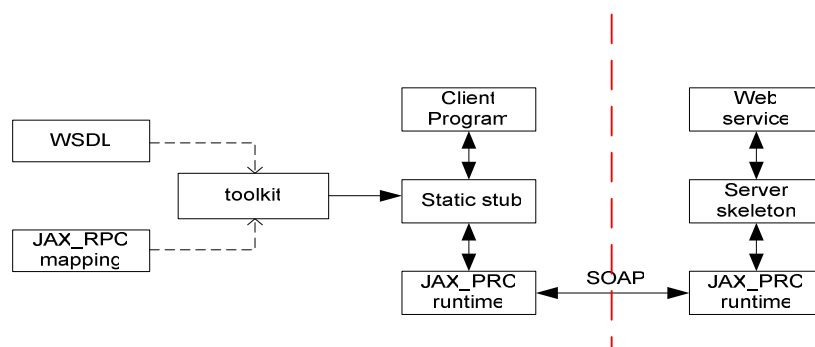 WSDL
JAX_RPC
mapping
toolkit
Client
Program
Static stub
JAX_PRC
runtime
SOAP
Web
service
Server
skeleton
JAX_PRC
runtime